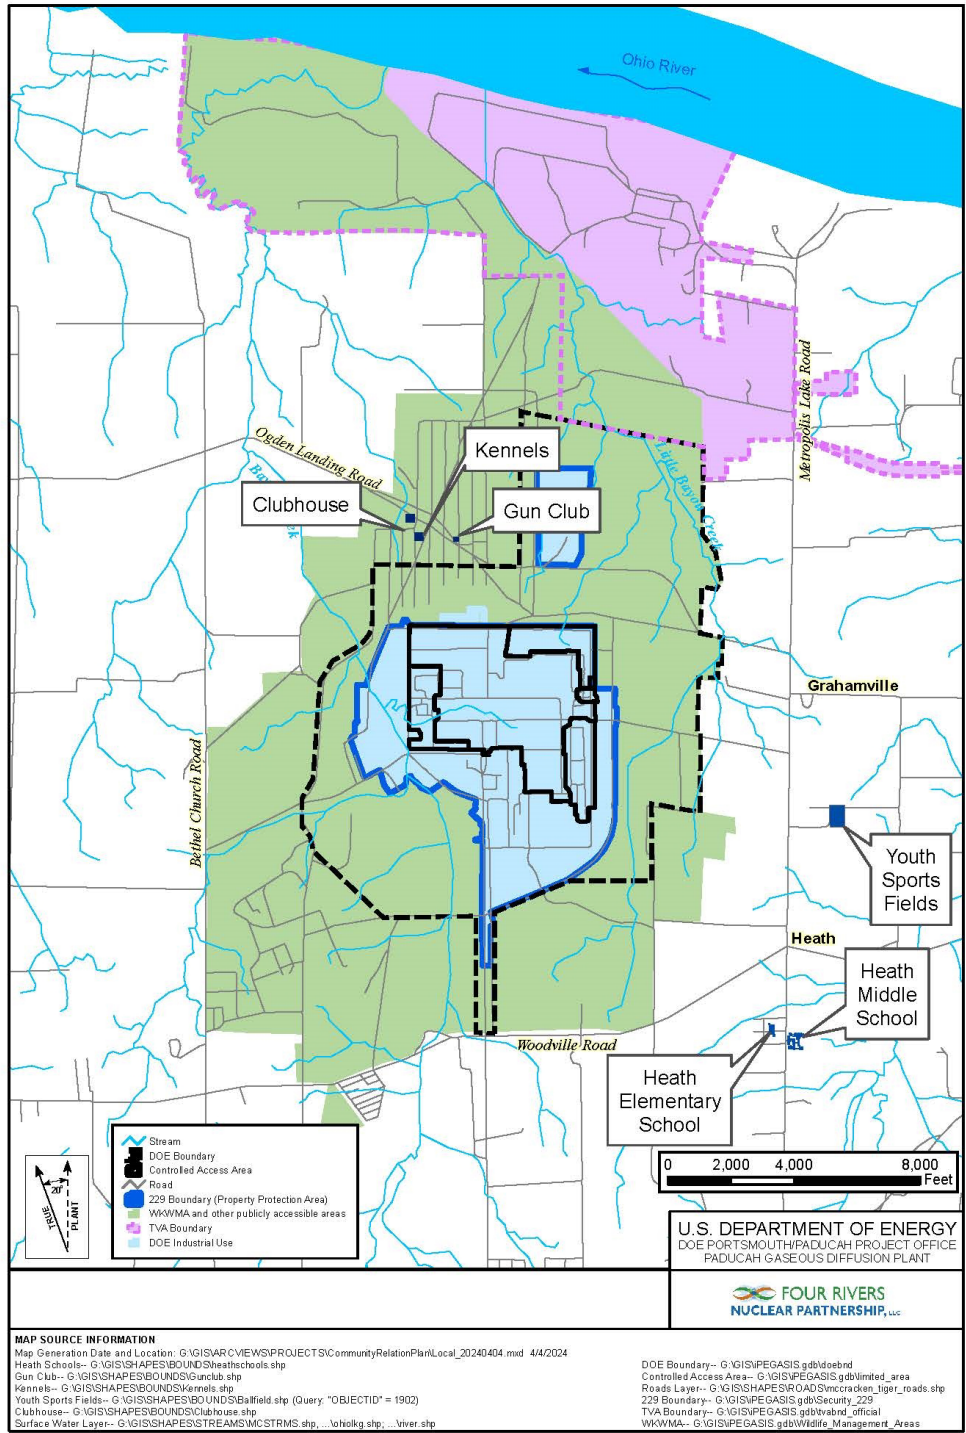 Ohio River
Metropolis Lake Road
Ogden Landing Road
Kennels
Clubhouse
Gun Club
Little Bayou Creek
Grahamville
Bethel Church Road
Youth
Sports
Fields
Heath
Heath
Middle
School
Woodville Road
Heath
Elementary
School
Stream
DOE Boundary
Controlled Access Area
Road
229 Boundary (Property Protection Area)
WKWMA and other publicly accessible areas
TVA Boundary
DOE Industrial Use
20°
TRUE
PLANT
0 2,000 4,000 8,000
Feet
U.S. DEPARTMENT OF ENERGY
DOE PORTSMOUTH/PADUCAH PROJECT OFFICE
PADUCAH GASEOUS DIFFUSION PLANT
FOUR RIVERS
NUCLEAR PARTNERSHIP, LLC
MAP SOURCE INFORMATION
Map Generation Date and Location: G:\GIS\ARCVIEWS\PROJECTS\CommunityRelationPlan\Local_20240404.mxd 4/4/2024
Heath Schools-- G:\GIS\SHAPES\BOUNDS\heathschools.shp
Gun Club-- G:\GIS\SHAPES\BOUNDS\Gunclub.shp
Kennels-- G:\GIS\SHAPES\BOUNDS\Kennels.shp
Youth Sports Fields-- G:\GIS\SHAPES\BOUNDS\Ballfield.shp (Query: "OBJECTID" = 1902)
Clubhouse-- G:\GIS\SHAPES\BOUNDS\Clubhouse.shp
Surface Water Layer-- G:\GIS\SHAPES\STREAMS\MCSTRMS.shp, ...\ohiolkg.shp; ...\river.shp
DOE Boundary-- G:\GIS\PEGASIS.gdb\doebnd
Controlled Access Area-- G:\GIS\PEGASIS.gdb\limited_area
Roads Layer-- G:\GIS\SHAPES\ROADS\mccracken_tiger_roads.shp
229 Boundary-- G:\GIS\PEGASIS.gdb\Security_229
TVA Boundary-- G:\GIS\PEGASIS.gdb\tvabnd_official
WKWMA-- G:\GIS\PEGASIS.gdb\Wildlife_Management_Areas